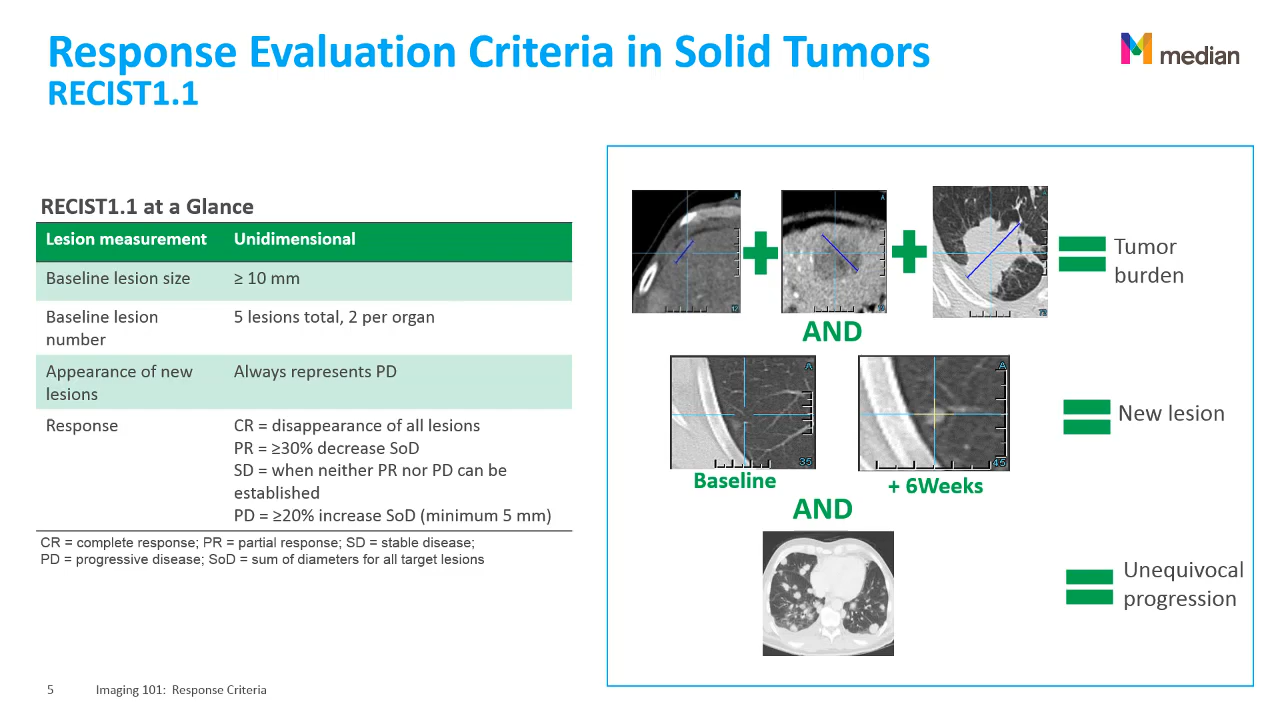 Response Evaluation Criteria in Solid Tumors
RECIST1.1
median
RECIST1.1 at a Glance
Lesion measurement Unidimensional
Baseline lesion size ≥ 10 mm
Baseline lesion
number
5 lesions total, 2 per organ
Appearance of new
lesions
Always represents PD
Response
CR = disappearance of all lesions
PR = ≥30% decrease SoD
SD = when neither PR nor PD can be
established
PD = ≥20% increase SoD (minimum 5 mm)
CR = complete response; PR = partial response; SD = stable disease;
PD = progressive disease; SoD = sum of diameters for all target lesions
Tumor
burden
AND
A
35
A
45
New lesion
Baseline
+ 6Weeks
AND
Unequivocal
progression
5 Imaging 101: Response Criteria